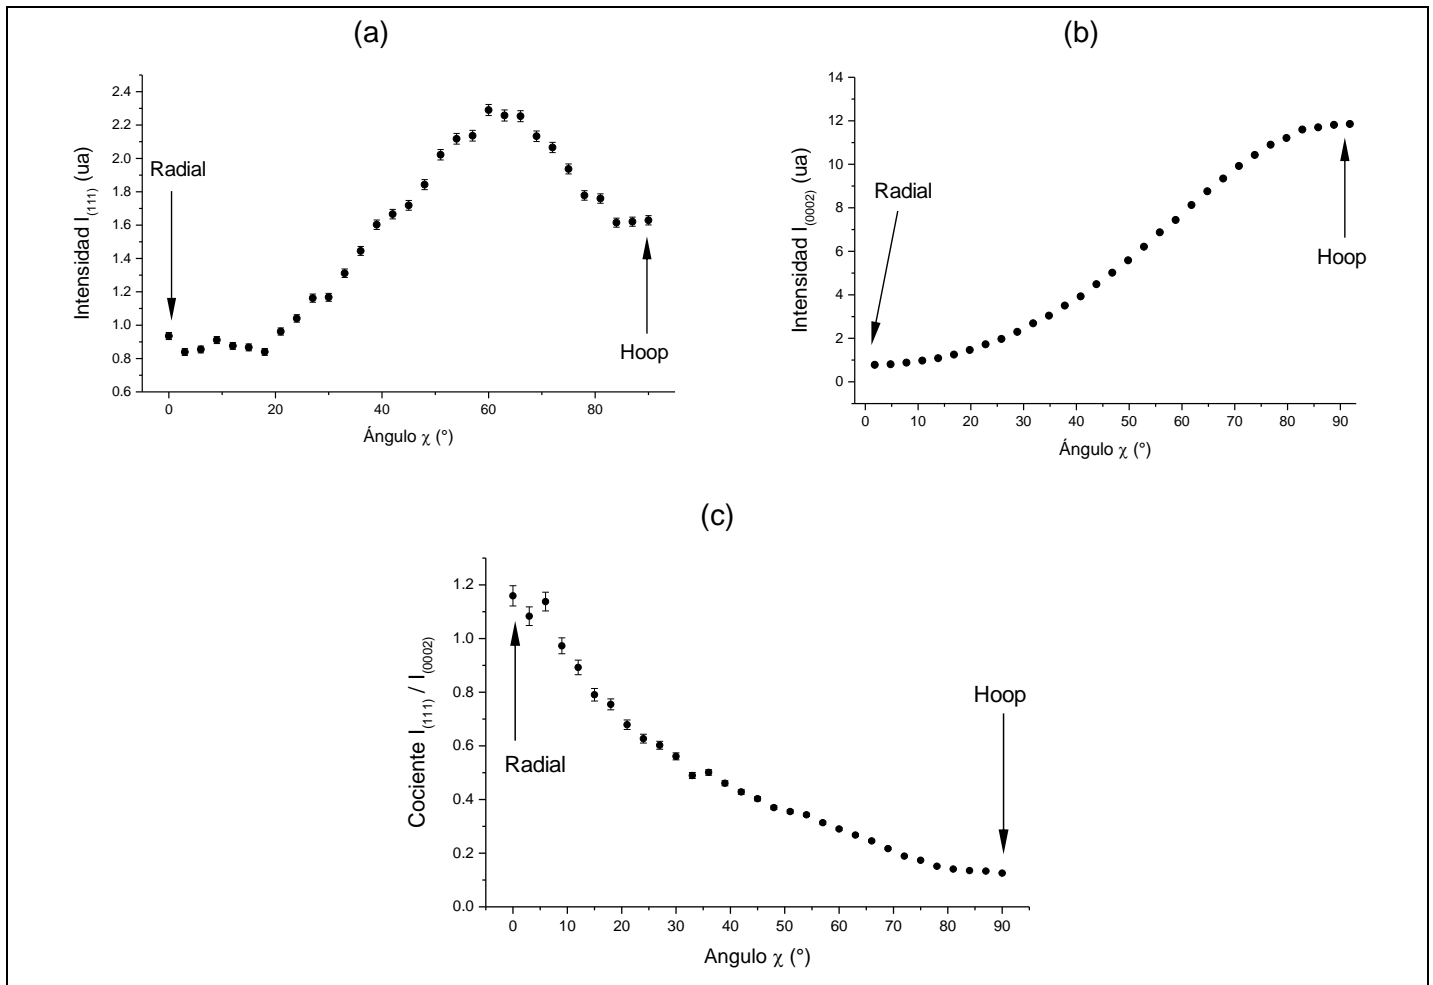 (a)
Intensidad I(111) (ua)
2.4
2.2
2.0
1.8
1.6
1.4
1.2
1.0
0.8
0.6
Radial
Hoop
0 20 40 60 80
Ángulo χ (°)
(b)
Intensidad I(0002) (ua)
14
12
10
8
6
4
2
0
Radial
Hoop
0 10 20 30 40 50 60 70 80 90
Ángulo χ (°)
(c)
Cociente I(111) / I(0002)
1.2
1.0
0.8
0.6
0.4
0.2
0.0
Radial
Hoop
0 10 20 30 40 50 60 70 80 90
Angulo χ (°)